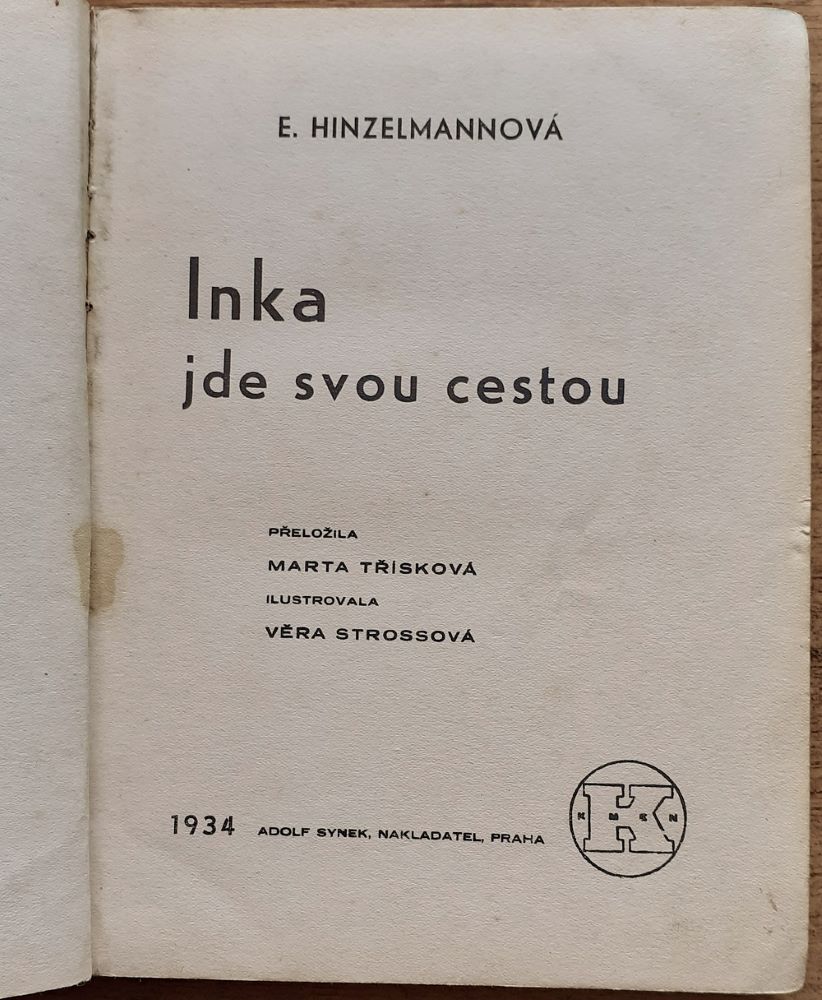 E. HINZELMANNOVÁ
Inka
jde svou cestou
PŘELOŽILA
MARTA TŘÍSKOVÁ
ILUSTROVALA
VĚRA STROSSOVÁ
1934 ADOLF SYNEK, NAKLADATEL, PRAHA
K
K M E N